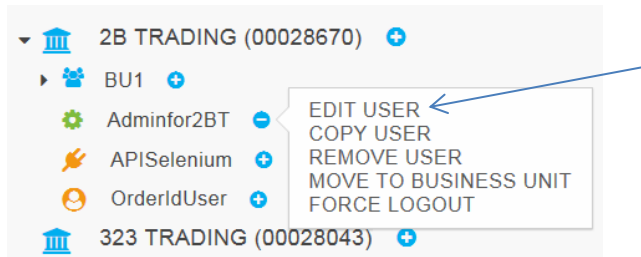 2B TRADING (00028670)
BU1
Adminfor2BT
EDIT USER
COPY USER
REMOVE USER
MOVE TO BUSINESS UNIT
FORCE LOGOUT
APISelenium
OrderIdUser
323 TRADING (00028043)